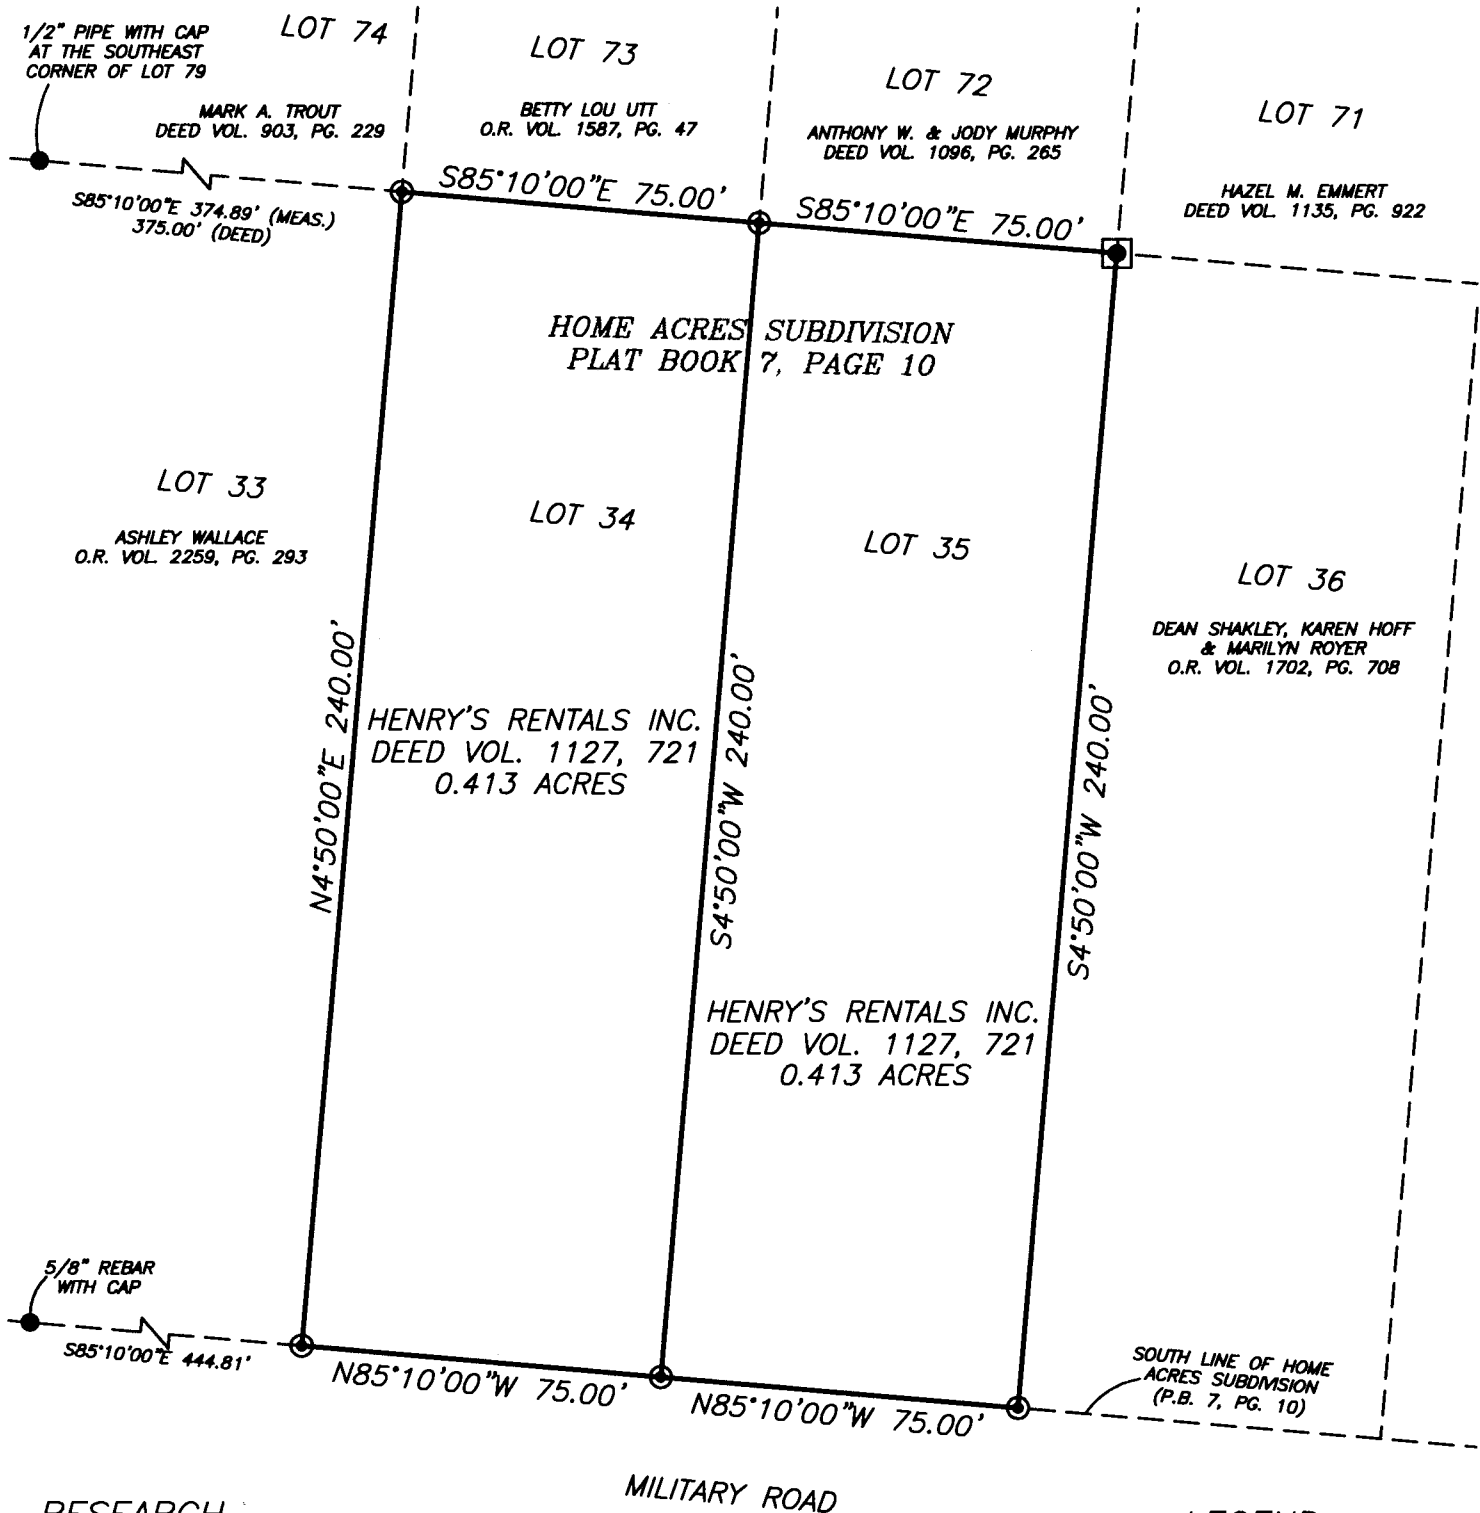 1/2" PIPE WITH CAP
AT THE SOUTHEAST
CORNER OF LOT 79
LOT 74
MARK A. TROUT
DEED VOL. 903, PG. 229
LOT 73
BETTY LOU UTT
O.R. VOL. 1587, PG. 47
LOT 72
ANTHONY W. & JODY MURPHY
DEED VOL. 1096, PG. 265
LOT 71
HAZEL M. EMMERT
DEED VOL. 1135, PG. 922
S85°10'00"E 374.89' (MEAS.)
375.00' (DEED)
S85°10'00"E 75.00'
S85°10'00"E 75.00'
HOME ACRES SUBDIVISION
PLAT BOOK 7, PAGE 10
LOT 33
ASHLEY WALLACE
O.R. VOL. 2259, PG. 293
LOT 34
LOT 35
LOT 36
DEAN SHAKLEY, KAREN HOFF
& MARILYN ROYER
O.R. VOL. 1702, PG. 708
N4°50'00"E 240.00'
HENRY'S RENTALS INC.
DEED VOL. 1127, 721
0.413 ACRES
S4°50'00"W 240.00'
S4°50'00"W 240.00'
HENRY'S RENTALS INC.
DEED VOL. 1127, 721
0.413 ACRES
5/8" REBAR
WITH CAP
S85°10'00"E 444.81'
N85°10'00"W 75.00'
N85°10'00"W 75.00'
SOUTH LINE OF HOME
ACRES SUBDIVISION
(P.B. 7, PG. 10)
MILITARY ROAD
RESEARCH
LEGEND